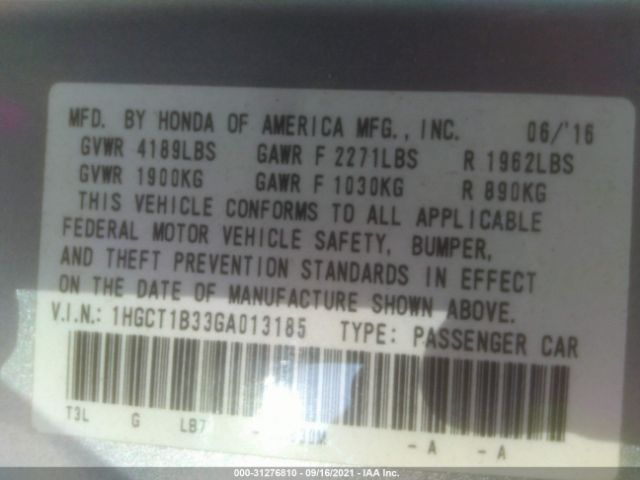 MFD. BY HONDA OF AMERICA MFG., INC. 06/'16
GVWR 4189LBS GAWR F 2271LBS R 1962LBS
GVWR 1900KG GAWR F 1030KG R 890KG
THIS VEHICLE CONFORMS TO ALL APPLICABLE
FEDERAL MOTOR VEHICLE SAFETY, BUMPER,
AND THEFT PREVENTION STANDARDS IN EFFECT
ON THE DATE OF MANUFACTURE SHOWN ABOVE.
V.I.N.: 1HGCT1B33GA013185 TYPE: PASSENGER CAR
T3L G LB7 - - A - A
000-31276810 - 09/16/2021 - IAA Inc.